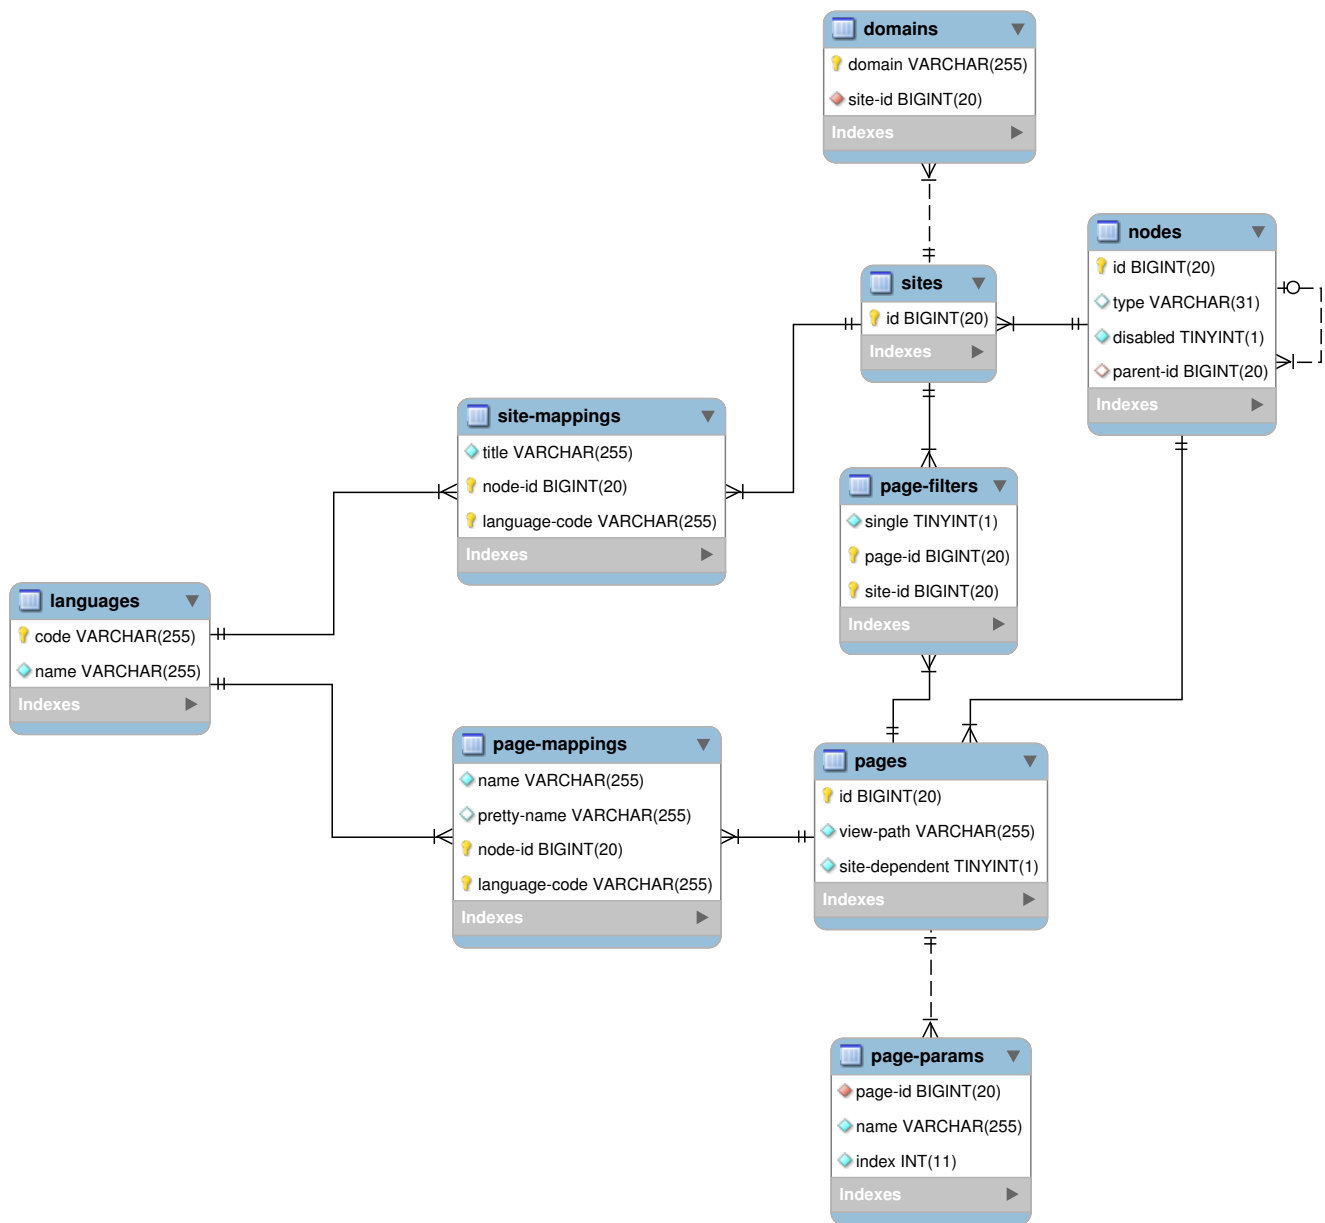 domains
domain VARCHAR(255)
site-id BIGINT(20)
Indexes
nodes
id BIGINT(20)
type VARCHAR(31)
disabled TINYINT(1)
parent-id BIGINT(20)
Indexes
sites
id BIGINT(20)
Indexes
site-mappings
title VARCHAR(255)
node-id BIGINT(20)
language-code VARCHAR(255)
Indexes
page-filters
single TINYINT(1)
page-id BIGINT(20)
site-id BIGINT(20)
Indexes
languages
code VARCHAR(255)
name VARCHAR(255)
Indexes
page-mappings
name VARCHAR(255)
pretty-name VARCHAR(255)
node-id BIGINT(20)
language-code VARCHAR(255)
Indexes
pages
id BIGINT(20)
view-path VARCHAR(255)
site-dependent TINYINT(1)
Indexes
page-params
page-id BIGINT(20)
name VARCHAR(255)
index INT(11)
Indexes